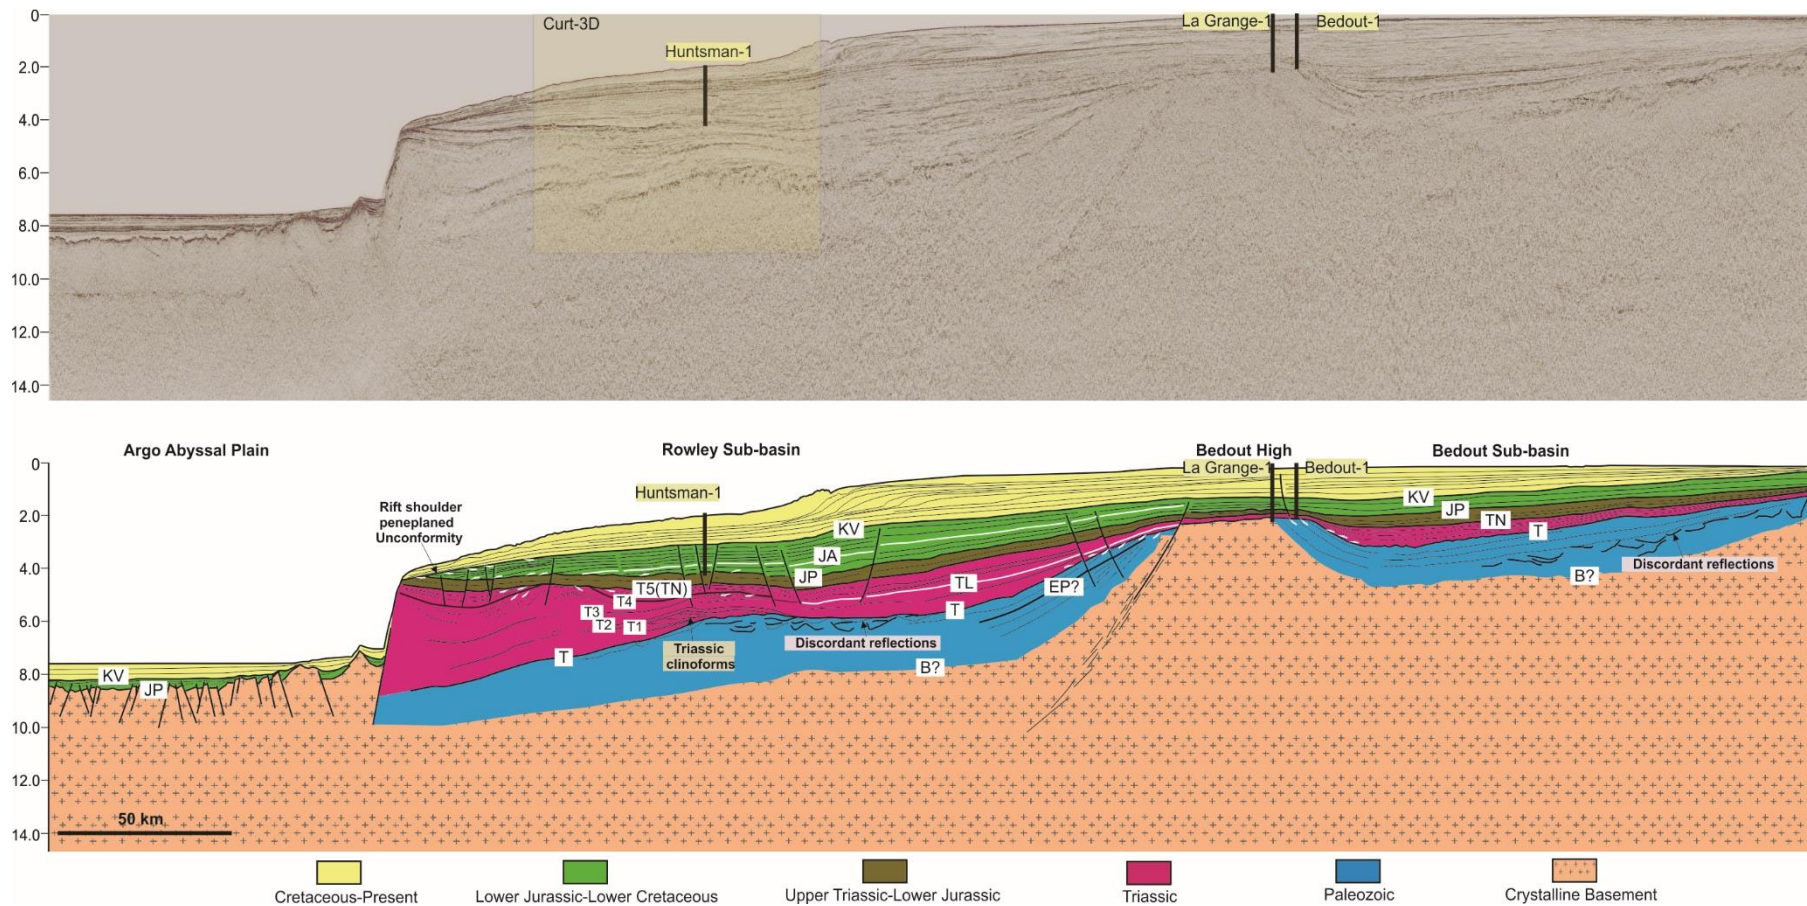 0
2.0
4.0
6.0
8.0
10.0
12.0
14.0
Curt-3D
Huntsman-1
La Grange-1
Bedout-1
Argo Abyssal Plain
Rowley Sub-basin
Bedout High
Bedout Sub-basin
0
2.0
4.0
6.0
8.0
10.0
12.0
14.0
La Grange-1
Bedout-1
Huntsman-1
Rift shoulder
peneplaned
Unconformity
KV
JA
JP
T5(TN)
T4
T3
T2
T1
TL
T
EP?
KV
JP
TN
T
Discordant reflections
B?
Triassic
clinoforms
Discordant reflections
T
B?
KV
JP
50 km
Cretaceous-Present
Lower Jurassic-Lower Cretaceous
Upper Triassic-Lower Jurassic
Triassic
Paleozoic
Crystalline Basement